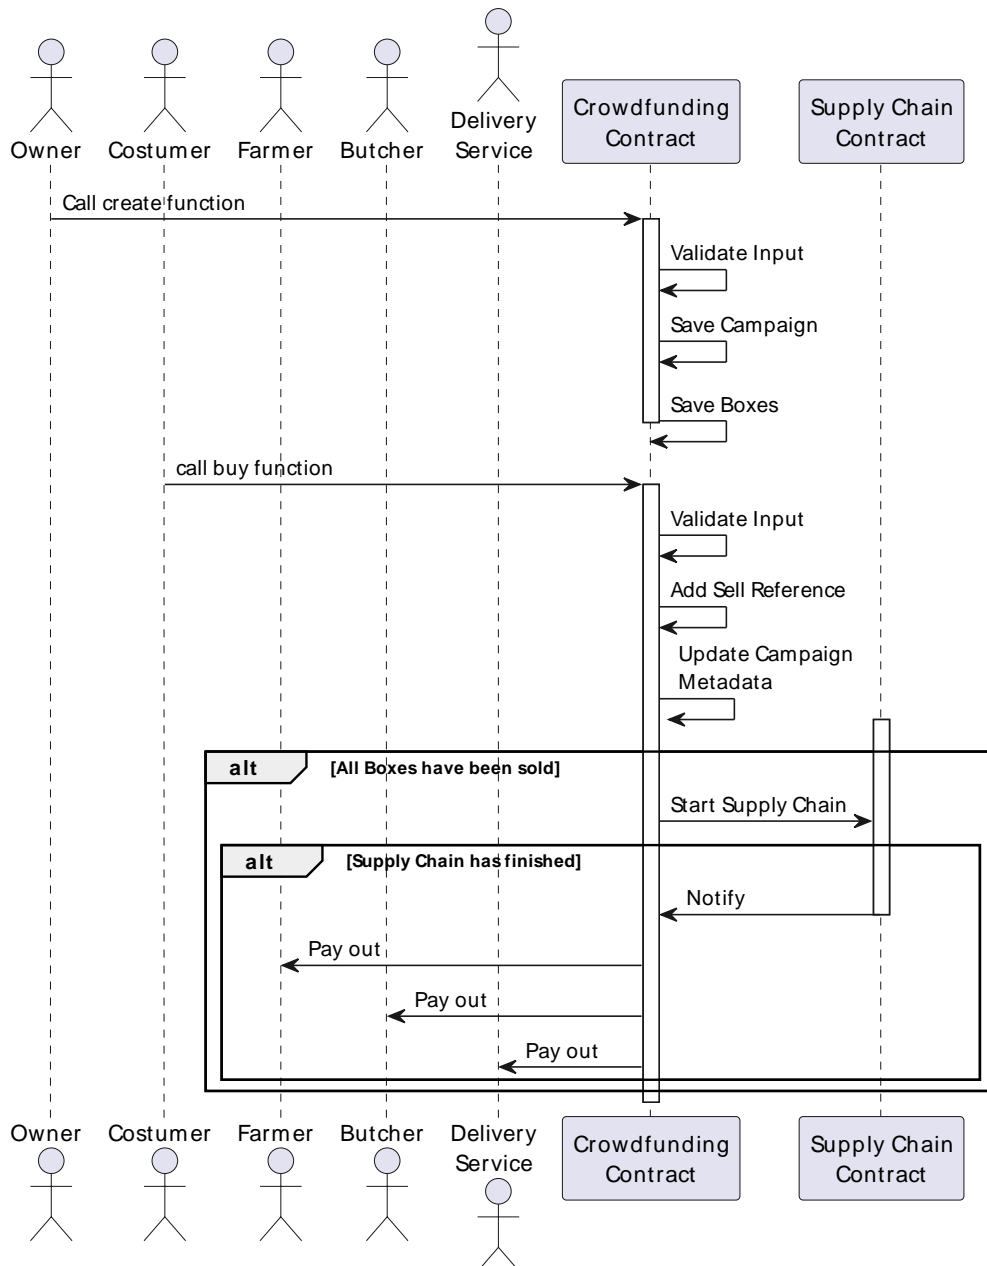 Owner
Costumer
Farmer
Butcher
Delivery
Service
Crowdfunding
Contract
Supply Chain
Contract
Call create function
Validate Input
Save Campaign
Save Boxes
call buy function
Validate Input
Add Sell Reference
Update Campaign
Metadata
alt
[All Boxes have been sold]
Start Supply Chain
alt
[Supply Chain has finished]
Notify
Pay out
Pay out
Pay out
Owner
Costumer
Farmer
Butcher
Delivery
Service
Crowdfunding
Contract
Supply Chain
Contract